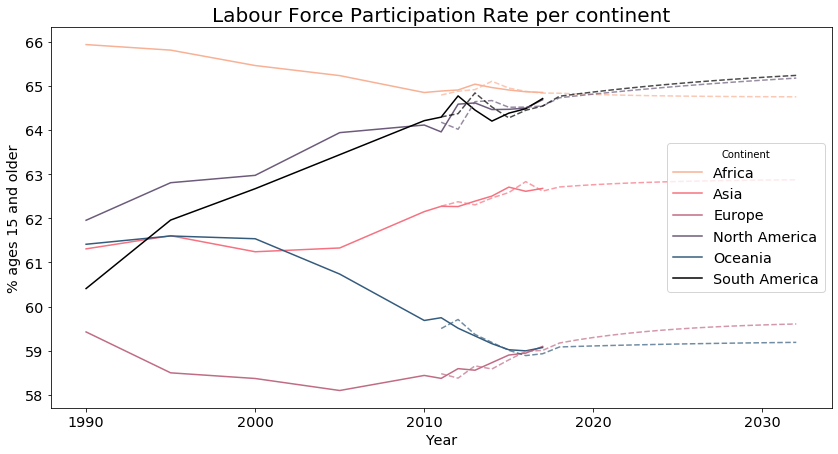 Labour Force Participation Rate per continent
% ages 15 and older
66
65
64
63
62
61
60
59
58
Continent
Africa
Asia
Europe
North America
Oceania
South America
1990
2000
2010
2020
2030
Year